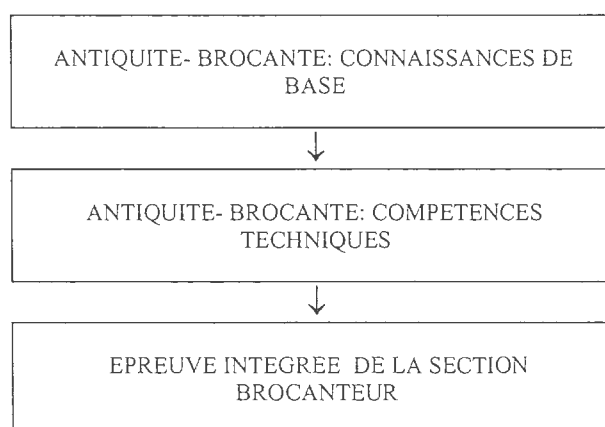 ANTIQUITE- BROCANTE: CONNAISSANCES DE
BASE
ANTIQUITE- BROCANTE: COMPETENCES
TECHNIQUES
EPREUVE INTEGREE DE LA SECTION
BROCANTEUR